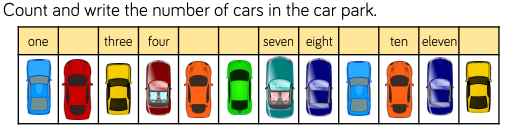 Count and write the number of cars in the car park.
one three four seven eight ten eleven